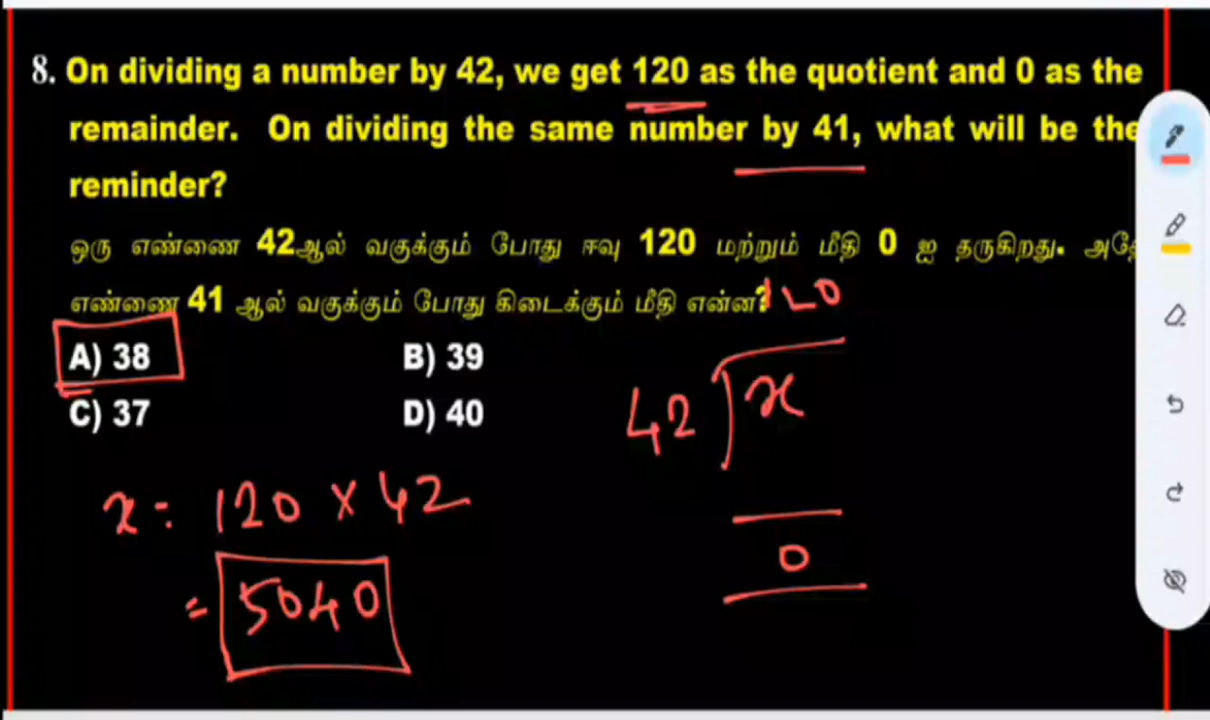 8. On dividing a number by 42, we get 120 as the quotient and 0 as the
remainder. On dividing the same number by 41, what will be the
reminder?
ஒரு எண்ணை 42ஆல் வகுக்கும் போது ஈவு 120 மற்றும் மீதி 0 ஐ தருகிறது. அதே
எண்ணை 41 ஆல் வகுக்கும் போது கிடைக்கும் மீதி என்ன?
120
A) 38 B) 39
42 x
C) 37 D) 40
x = 120 x 42
0
= 5040